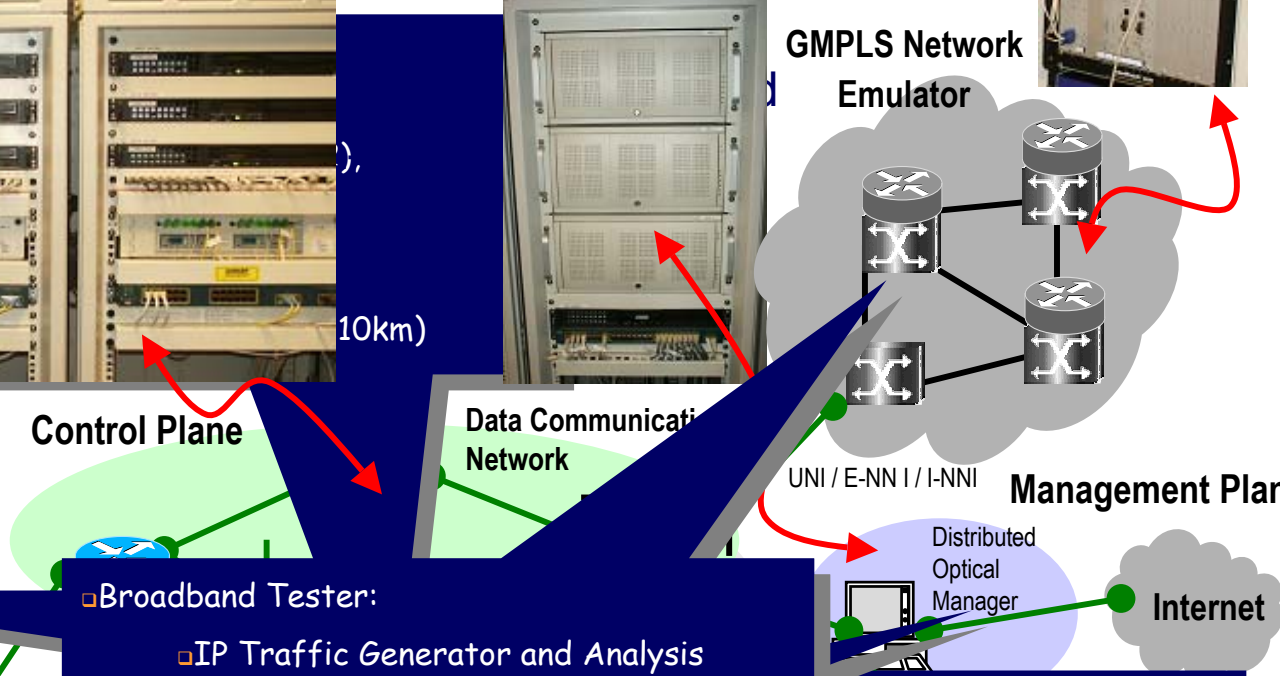 GMPLS Network
Emulator
d
),
10km)
Control Plane
Data Communicati
Network
UNI / E-NN I / I-NNI
Management Plan
Distributed
Optical
Manager
Internet
Broadband Tester:
IP Traffic Generator and Analysis